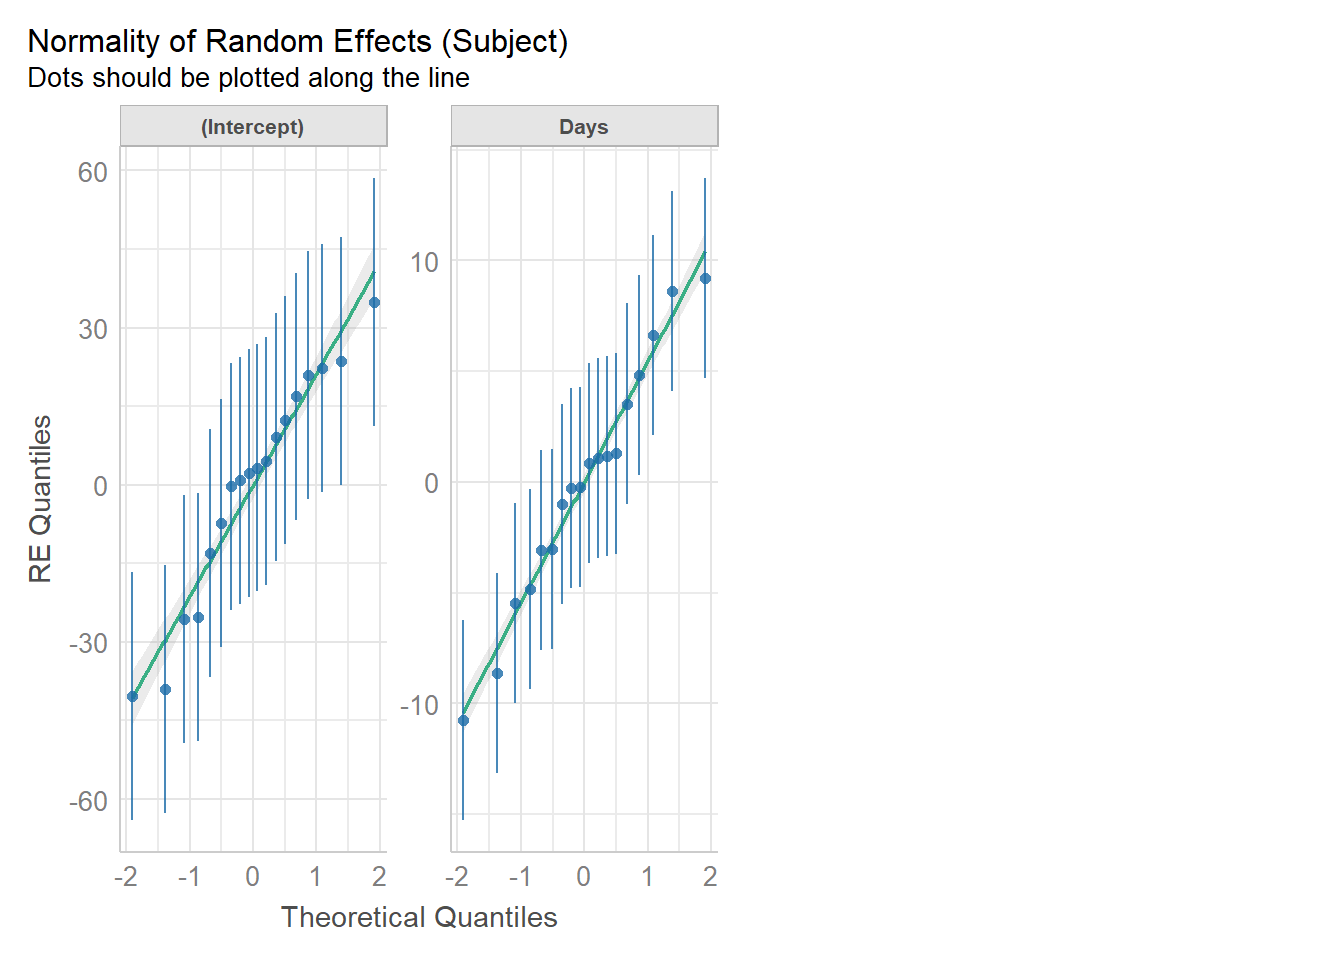 Normality of Random Effects (Subject)
Dots should be plotted along the line
(Intercept)
Days
60
30
0
-30
-60
10
0
-10
RE Quantiles
-2 -1 0 1 2
-2 -1 0 1 2
Theoretical Quantiles